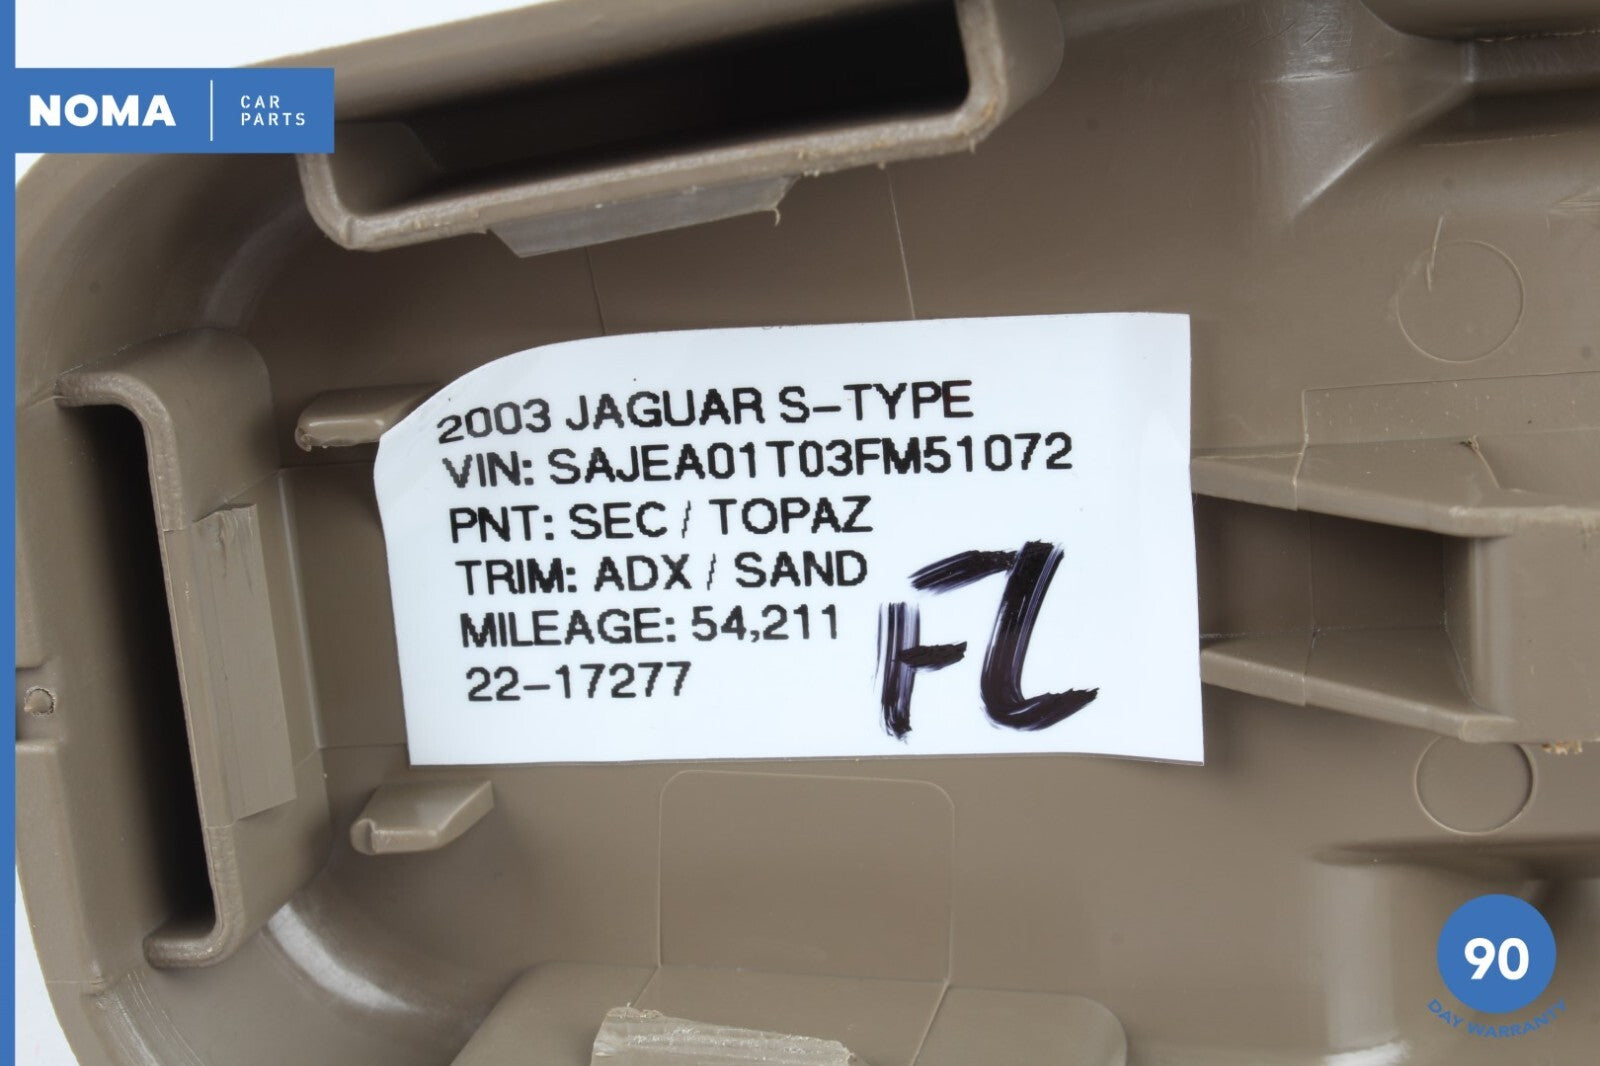 NOMA
CAR
PARTS
2003 JAGUAR S-TYPE
VIN: SAJEA01T03FM51072
PNT: SEC / TOPAZ
TRIM: ADX / SAND
MILEAGE: 54,211
22-17277
90
DAY WARRANTY